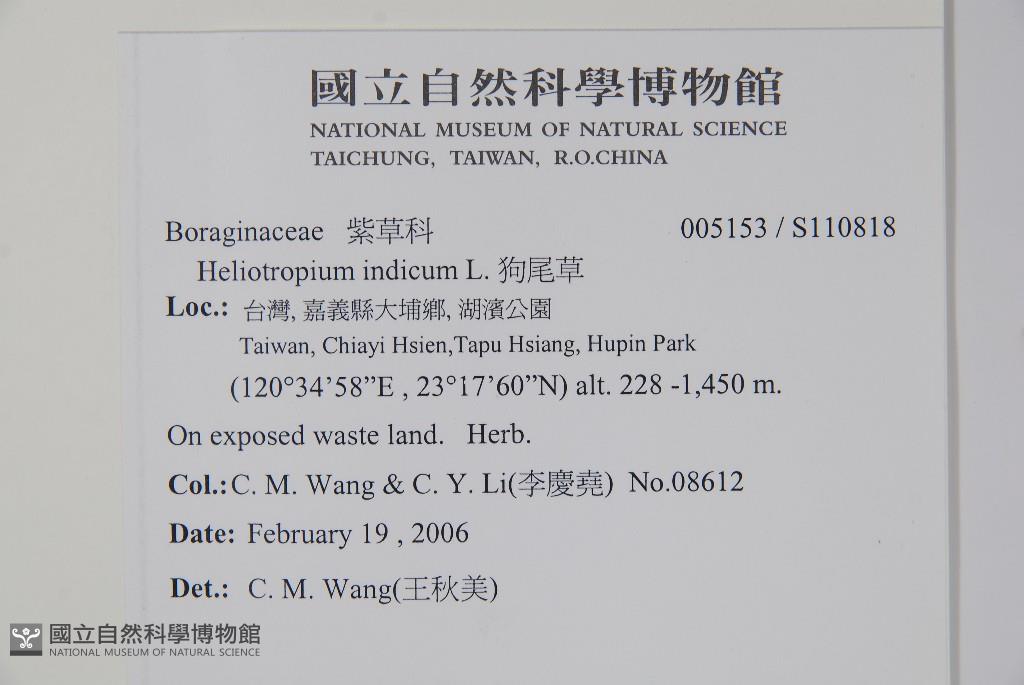 國立自然科學博物館
NATIONAL MUSEUM OF NATURAL SCIENCE
TAICHUNG, TAIWAN, R.O.CHINA
Boraginaceae 紫草科 005153 / S110818
Heliotropium indicum L. 狗尾草
Loc.: 台灣, 嘉義縣大埔鄉, 湖濱公園
Taiwan, Chiayi Hsien,Tapu Hsiang, Hupin Park
(120°34’58”E , 23°17’60”N) alt. 228 -1,450 m.
On exposed waste land. Herb.
Col.: C. M. Wang & C. Y. Li(李慶堯) No.08612
Date: February 19 , 2006
Det.: C. M. Wang(王秋美)
國立自然科學博物館
NATIONAL MUSEUM OF NATURAL SCIENCE